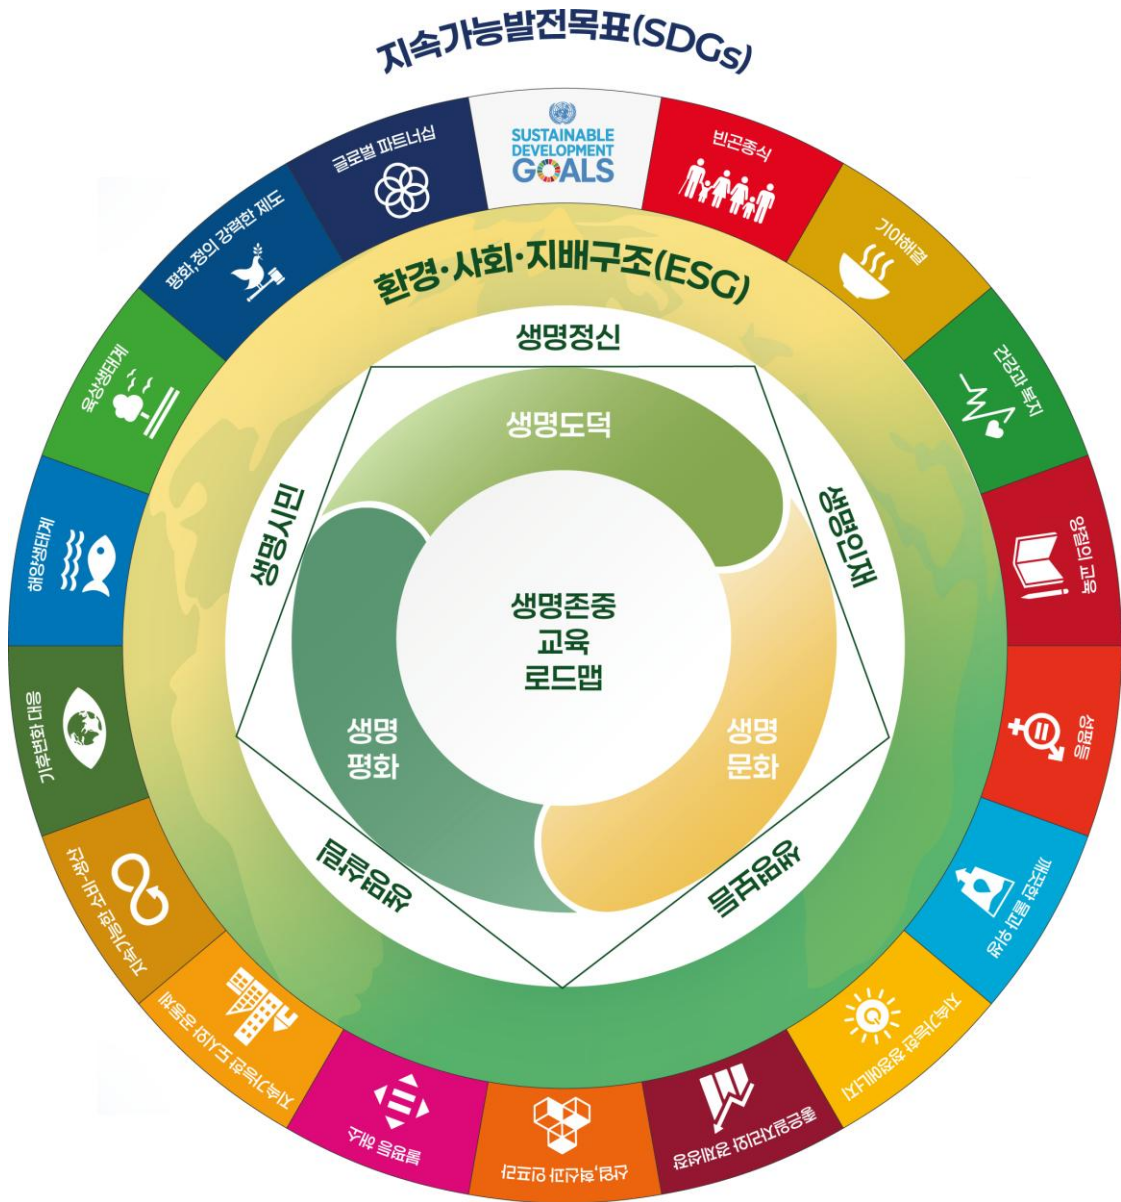 지속가능발전목표(SDGs)
SUSTAINABLE
DEVELOPMENT
GOALS
빈곤종식
기아해결
건강과 복지
양질의 교육
성평등
깨끗한 물과 위생
지속가능한 청정에너지
좋은일자리와 경제성장
산업,혁신과 인프라
불평등 해소
지속가능한 도시와 공동체
지속가능한 소비-생산
기후변화 대응
해양생태계
육상생태계
평화,정의 강력한 제도
글로벌 파트너십
환경·사회·지배구조(ESG)
생명정신
생명인재
생명보듬
생명살림
생명시민
생명도덕
생명
문화
생명
평화
생명존중
교육
로드맵